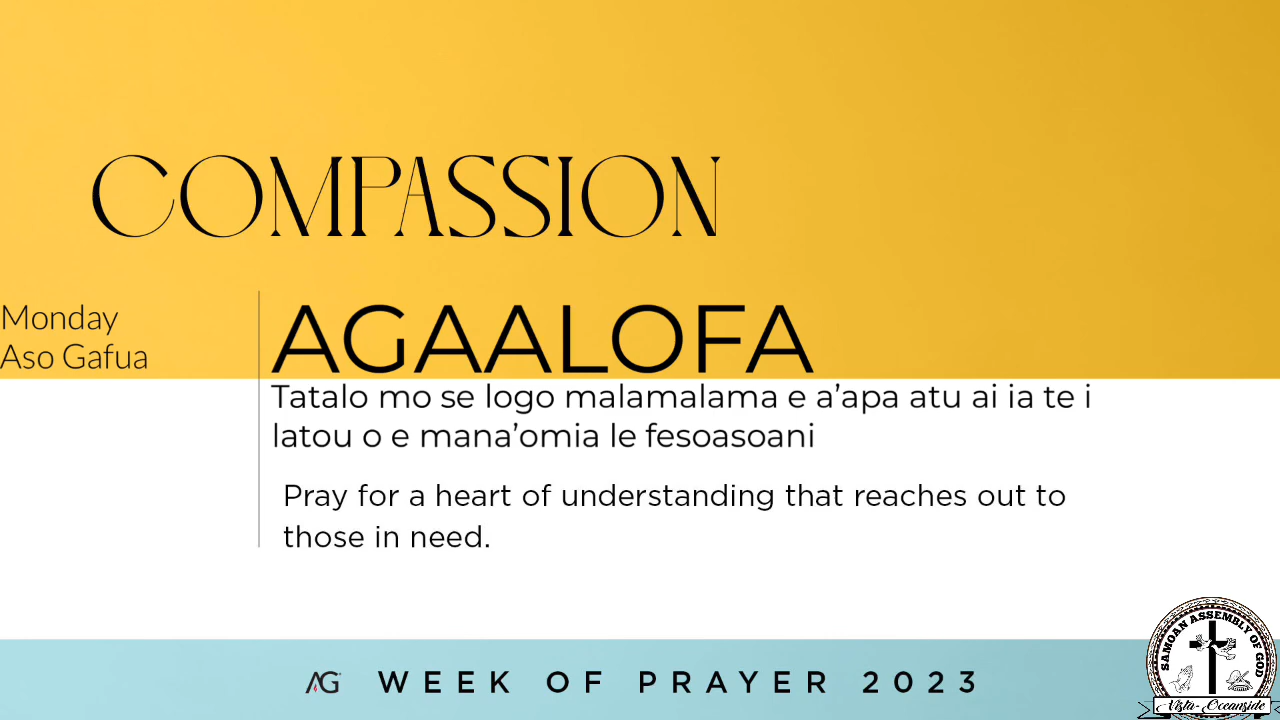 COMPASSION
Monday
Aso Gafua
AGAALOFA
Tatalo mo se logo malamalama e a’apa atu ai ia te i
latou o e mana’omia le fesoasoani
Pray for a heart of understanding that reaches out to
those in need.
AG WEEK OF PRAYER 2023
SAMOAN ASSEMBLY OF GOD
Vista-Oceanside